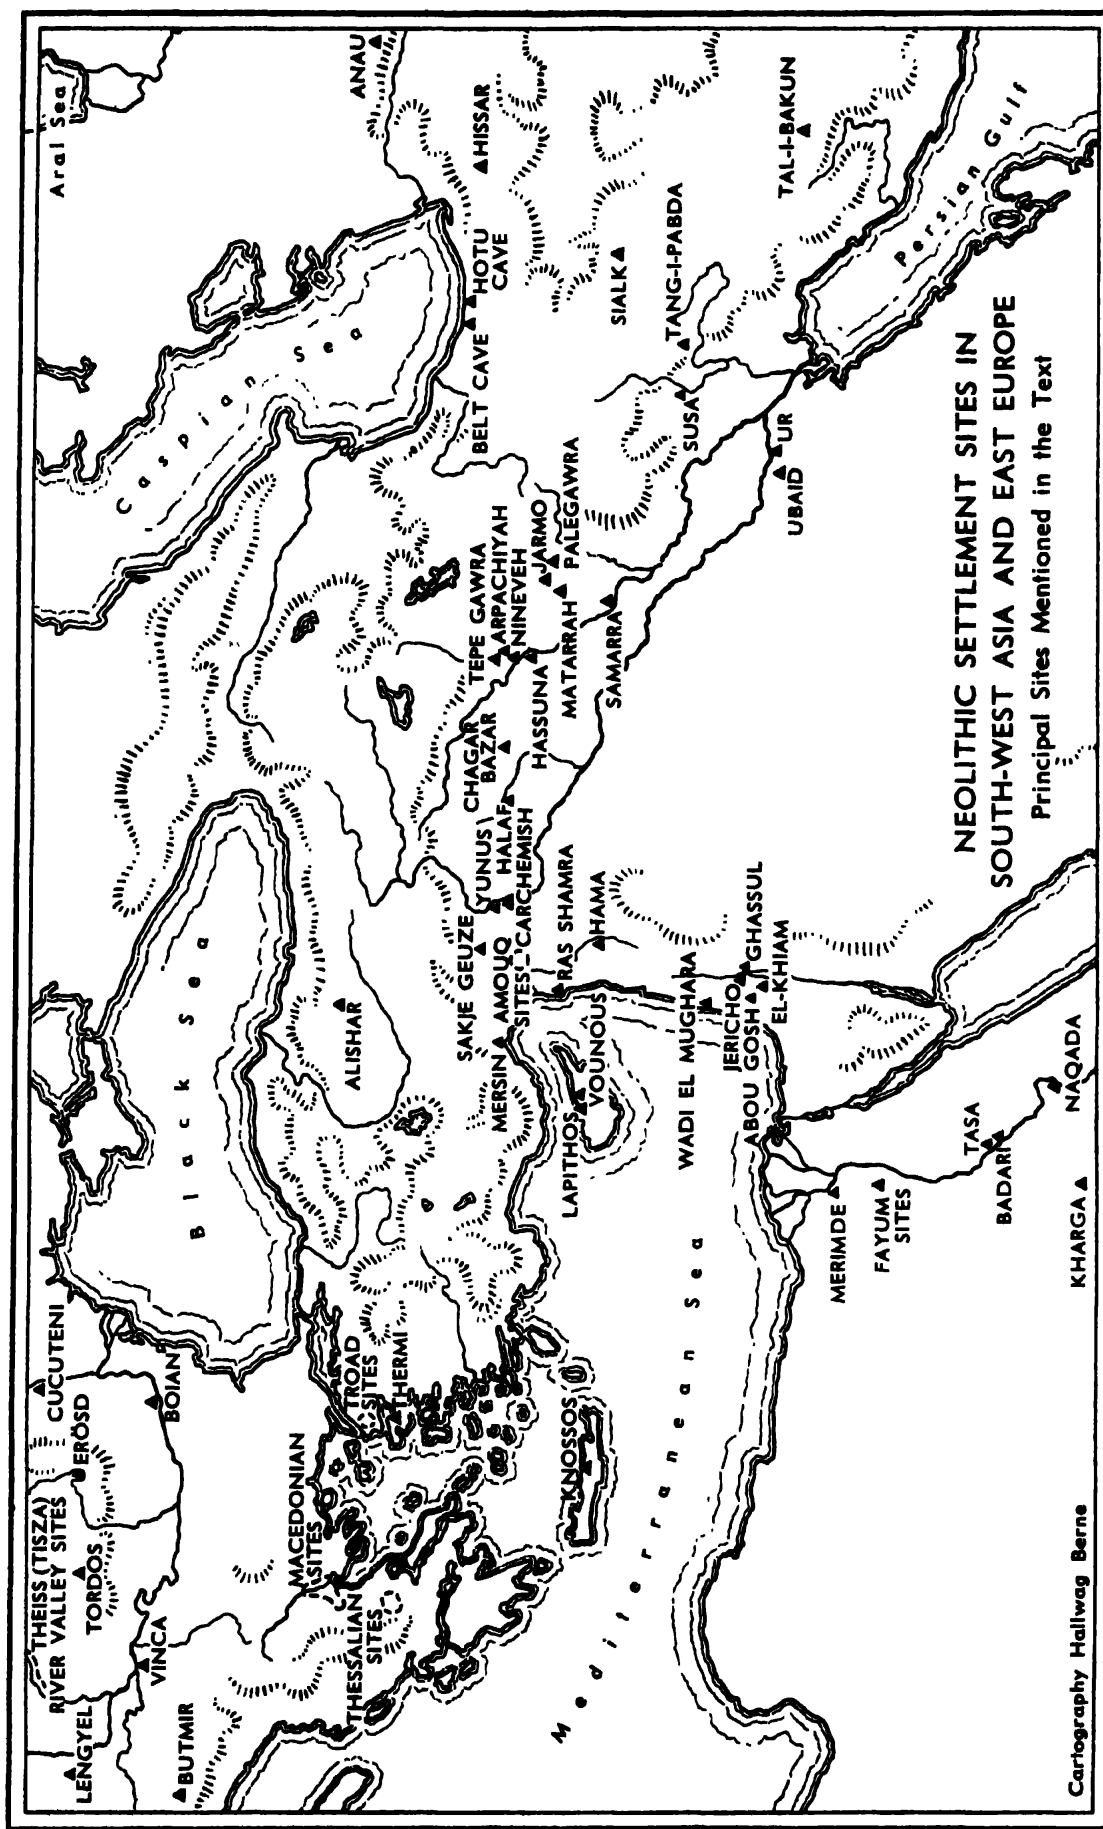 NEOLITHIC SETTLEMENT SITES IN
SOUTH-WEST ASIA AND EAST EUROPE
Principal Sites Mentioned in the Text
Aral Sea
Caspian Sea
Black Sea
Mediterranean Sea
Persian Gulf
THEISS (TISZA)
RIVER VALLEY SITES
LENGYEL
TORDOS
ERÖSD
CUCUTENI
BOIAN
VINCA
BUTMIR
MACEDONIAN
SITES
THESSALIAN
SITES
TROAD
SITES
THERMI
KNOSSOS
ALISHAR
SAKJE GEUZE
MERSIN
AMOUQ
SITES
YUNUS
HALAF
CARCHEMISH
CHAGAR
BAZAR
TEPE GAWRA
ARPACHIYAH
NINEVEH
HASSUNA
JARMO
PALEGAWRA
MATARRAH
SAMARRA
BELT CAVE
HOTU
CAVE
HISSAR
ANAU
SIALK
TANG-I-PABDA
TAL-I-BAKUN
SUSA
UR
UBAID
RAS SHAMRA
HAMA
LAPITHOS
VOUNOUS
WADI EL MUGHARA
JERICHO
ABOU GOSH
GHASSUL
EL-KHIAM
MERIMDE
FAYUM
SITES
TASA
BADARI
NAQADA
KHARGA
Cartography Hallwag Berne